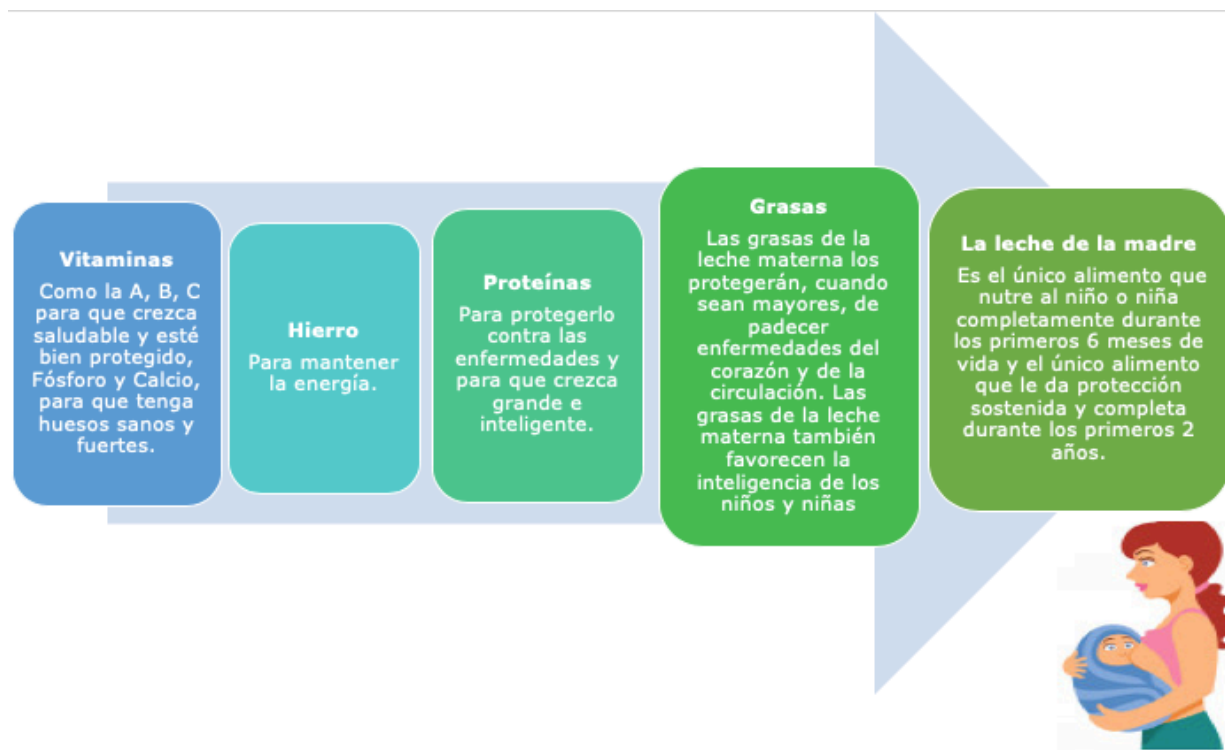 Vitaminas
Como la A, B, C
para que crezca
saludable y esté
bien protegido,
Fósforo y Calcio,
para que tenga
huesos sanos y
fuertes.
Hierro
Para mantener
la energía.
Proteínas
Para protegerlo
contra las
enfermedades y
para que crezca
grande e
inteligente.
Grasas
Las grasas de la
leche materna los
protegerán, cuando
sean mayores, de
padecer
enfermedades del
corazón y de la
circulación. Las
grasas de la leche
materna también
favorecen la
inteligencia de los
niños y niñas
La leche de la madre
Es el único alimento que
nutre al niño o niña
completamente durante
los primeros 6 meses de
vida y el único alimento
que le da protección
sostenida y completa
durante los primeros 2
años.